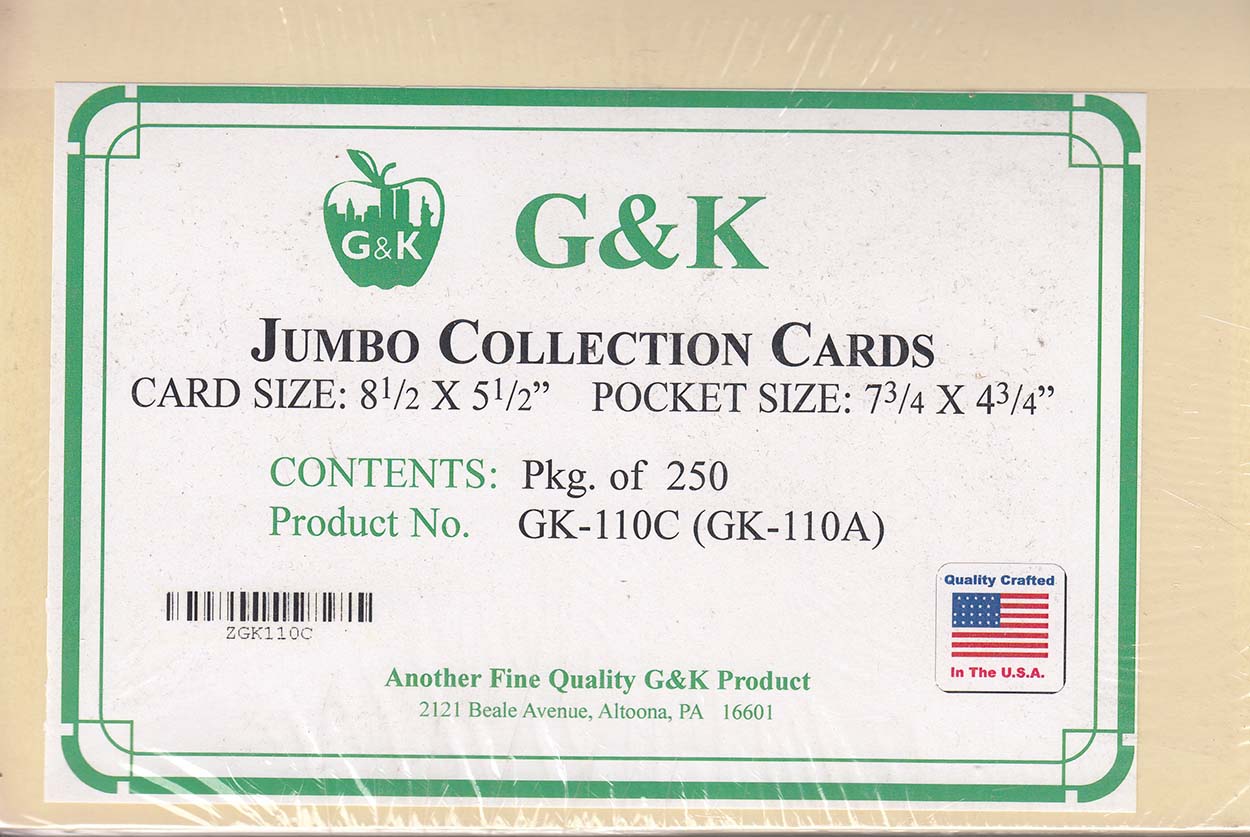 G&K
G&K
JUMBO COLLECTION CARDS
CARD SIZE: 8 1/2 X 5 1/2” POCKET SIZE: 7 3/4 X 4 3/4”
CONTENTS: Pkg. of 250
Product No. GK-110C (GK-110A)
ZGK110C
Quality Crafted
In The U.S.A.
Another Fine Quality G&K Product
2121 Beale Avenue, Altoona, PA 16601